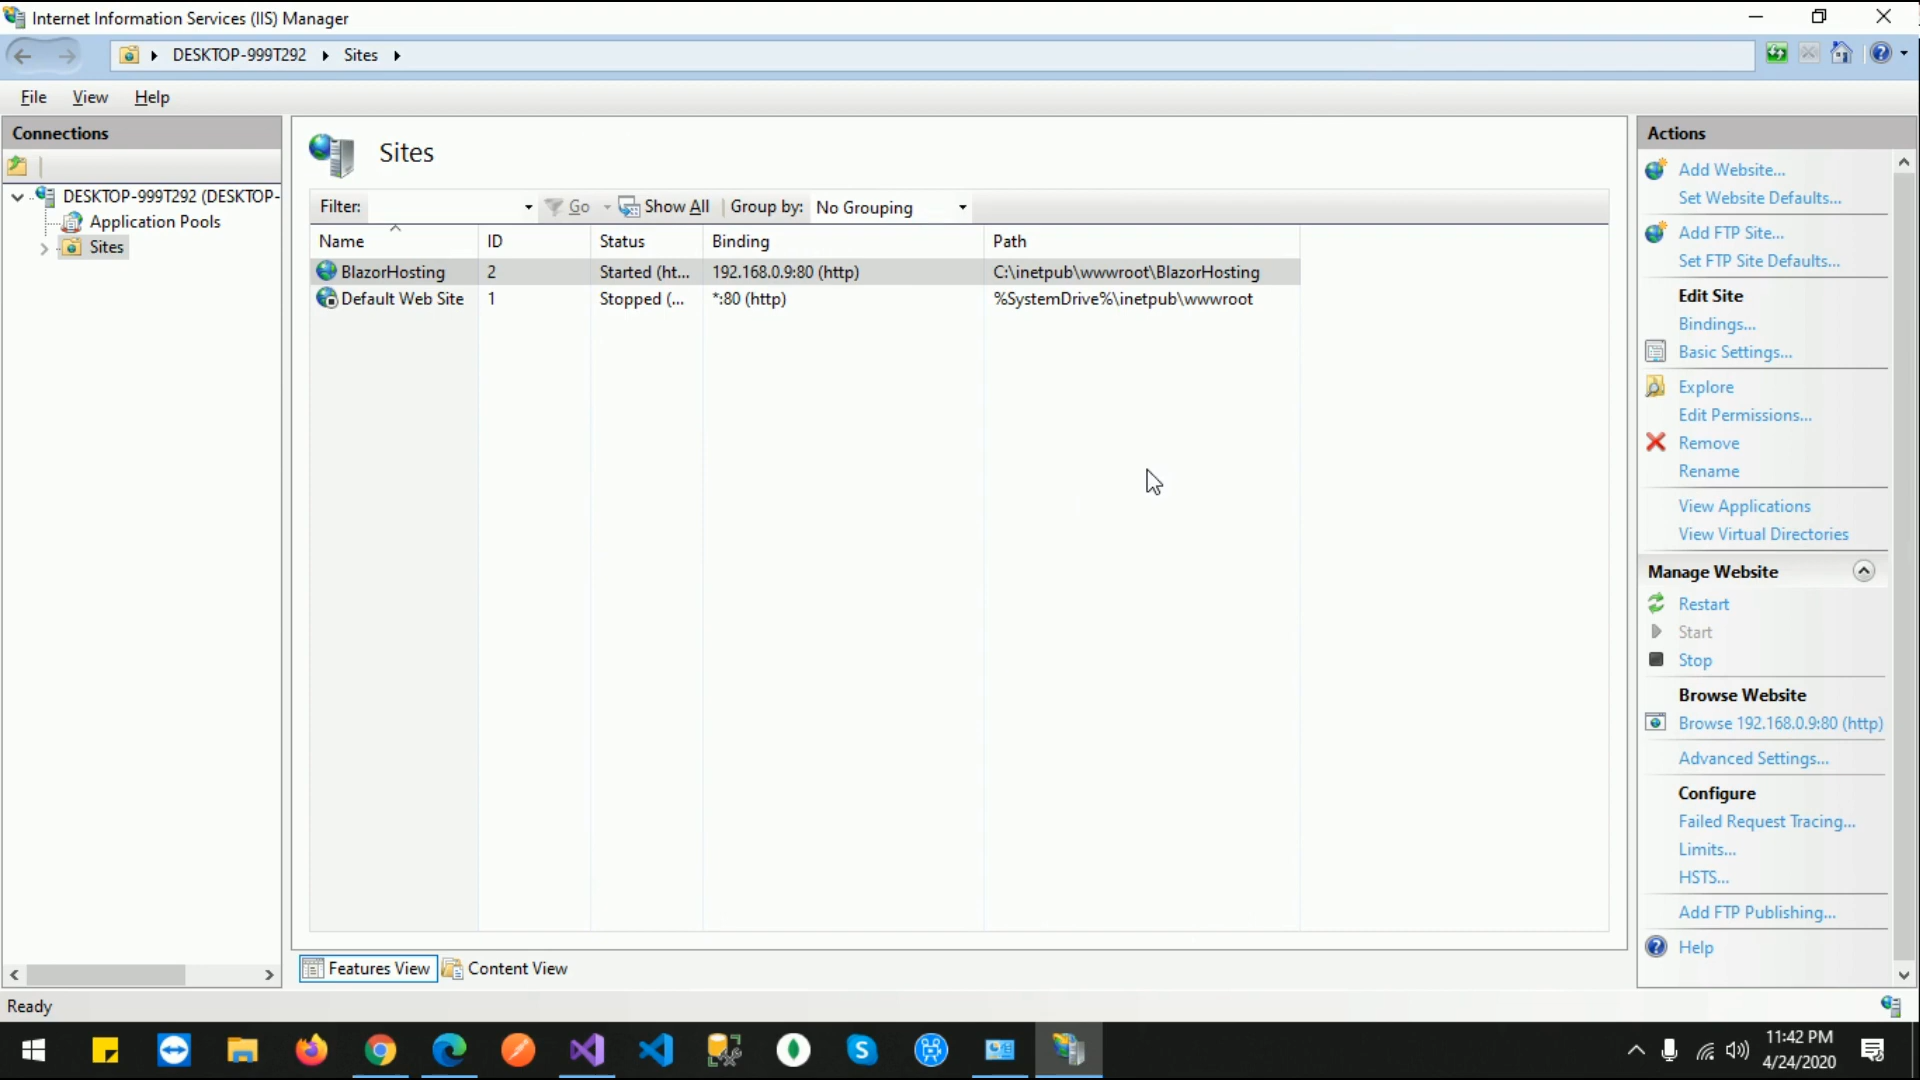 Internet Information Services (IIS) Manager
DESKTOP-999T292 Sites
File View Help
Connections
DESKTOP-999T292 (DESKTOP-
Application Pools
Sites
Sites
Filter: Go Show All Group by: No Grouping
Name ID Status Binding Path
BlazorHosting 2 Started (ht... 192.168.0.9:80 (http) C:\inetpub\wwwroot\BlazorHosting
Default Web Site 1 Stopped (... *:80 (http) %SystemDrive%\inetpub\wwwroot
Features View Content View
Actions
Add Website...
Set Website Defaults...
Add FTP Site...
Set FTP Site Defaults...
Edit Site
Bindings...
Basic Settings...
Explore
Edit Permissions...
Remove
Rename
View Applications
View Virtual Directories
Manage Website
Restart
Start
Stop
Browse Website
Browse 192.168.0.9:80 (http)
Advanced Settings...
Configure
Failed Request Tracing...
Limits...
HSTS...
Add FTP Publishing...
Help
Ready
11:42 PM
4/24/2020